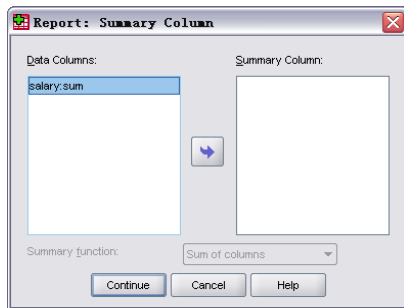 Report: Summary Column
Data Columns:
Summary Column:
salary:sum
Summary function:
Sum of columns
Continue
Cancel
Help